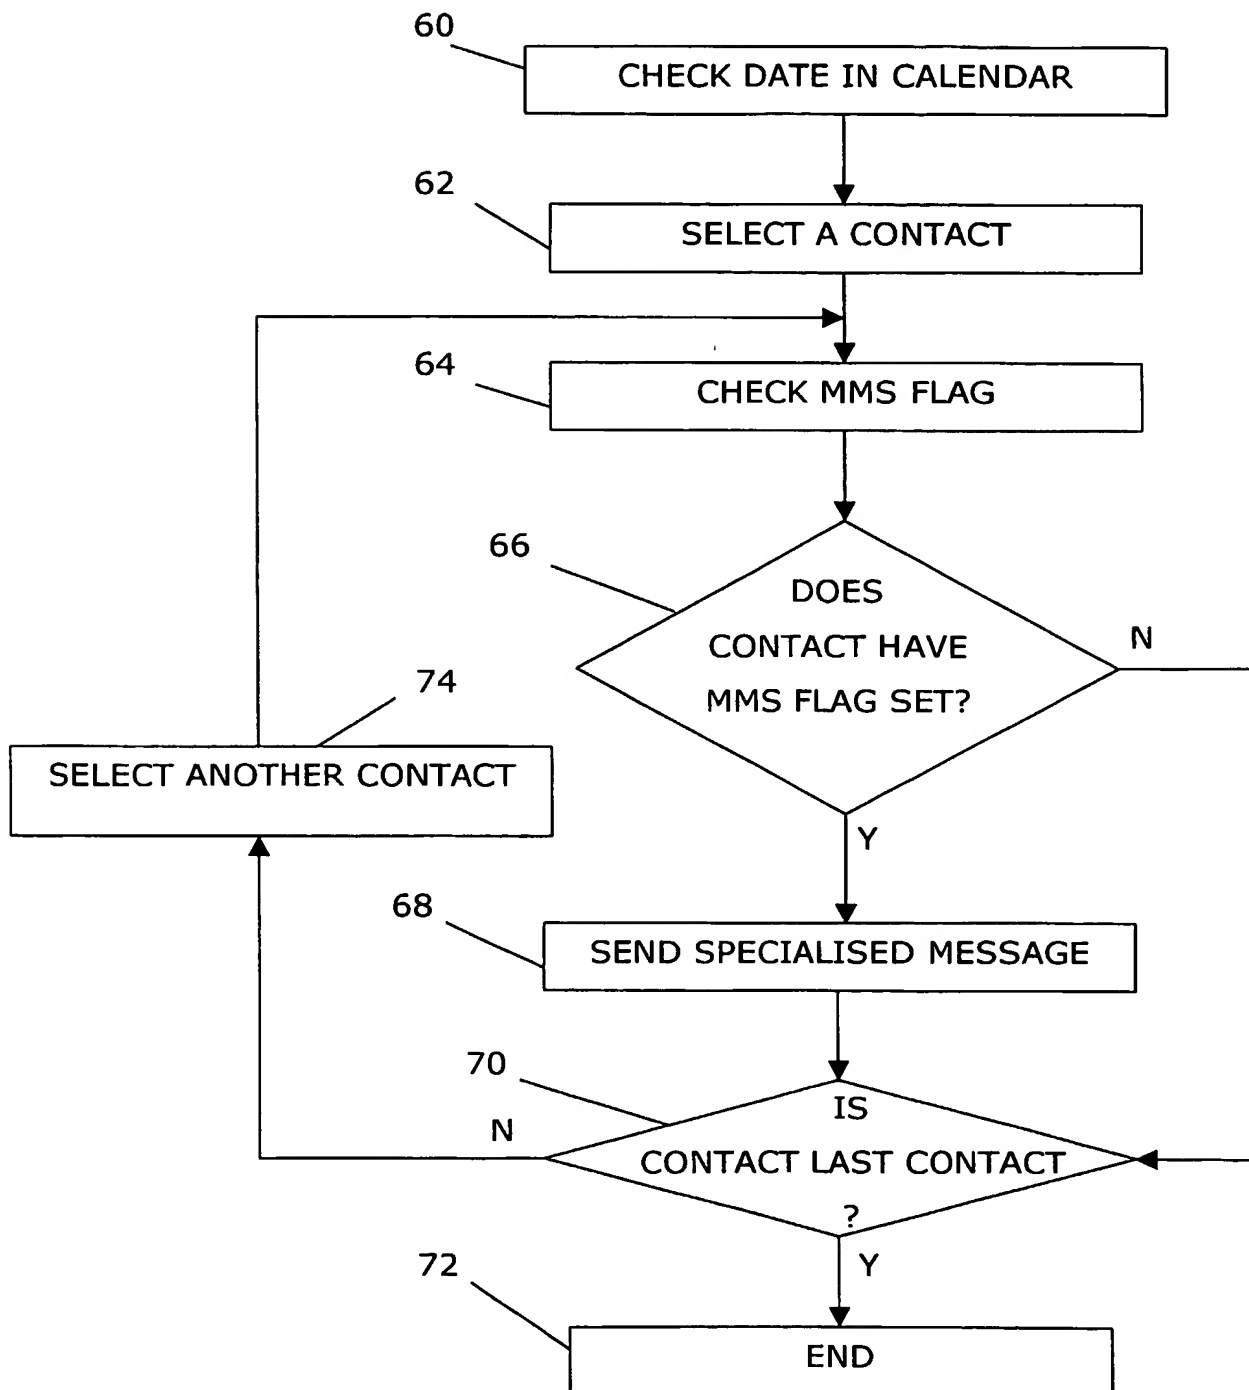 60
CHECK DATE IN CALENDAR
62
SELECT A CONTACT
64
CHECK MMS FLAG
66
DOES
CONTACT HAVE
MMS FLAG SET?
N
74
SELECT ANOTHER CONTACT
Y
68
SEND SPECIALISED MESSAGE
70
IS
CONTACT LAST CONTACT
?
N
Y
72
END